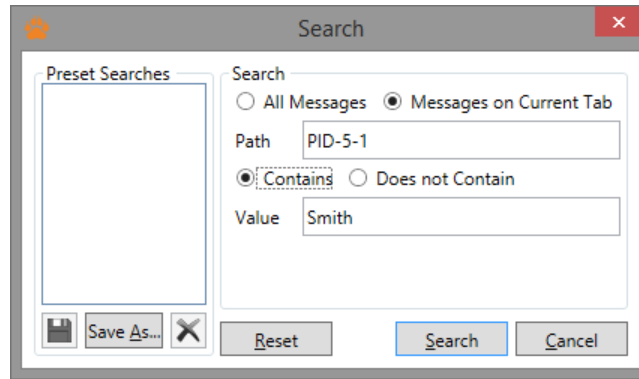 Search
Preset Searches
Save As...
Search
All Messages Messages on Current Tab
Path PID-5-1
Contains Does not Contain
Value Smith
Reset Search Cancel